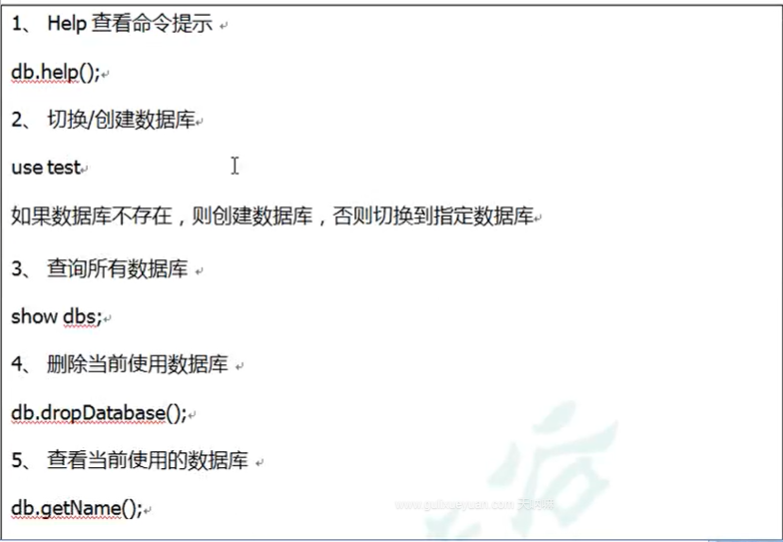 1、 Help 查看命令提示
db.help();
2、 切换/创建数据库
use test
如果数据库不存在，则创建数据库，否则切换到指定数据库
3、 查询所有数据库
show dbs;
4、 删除当前使用数据库
db.dropDatabase();
5、 查看当前使用的数据库
db.getName();